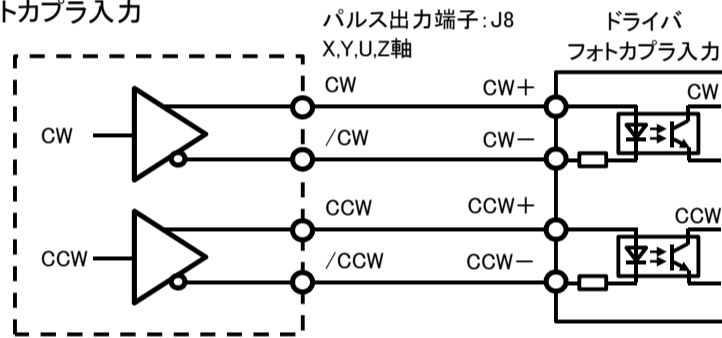 トカプラ入力
パルス出力端子:J8
X,Y,U,Z軸
ドライバ
フォトカプラ入力
CW
CW
/CW
CW+
CW-
CW
CCW
CCW
/CCW
CCW+
CCW-
CCW